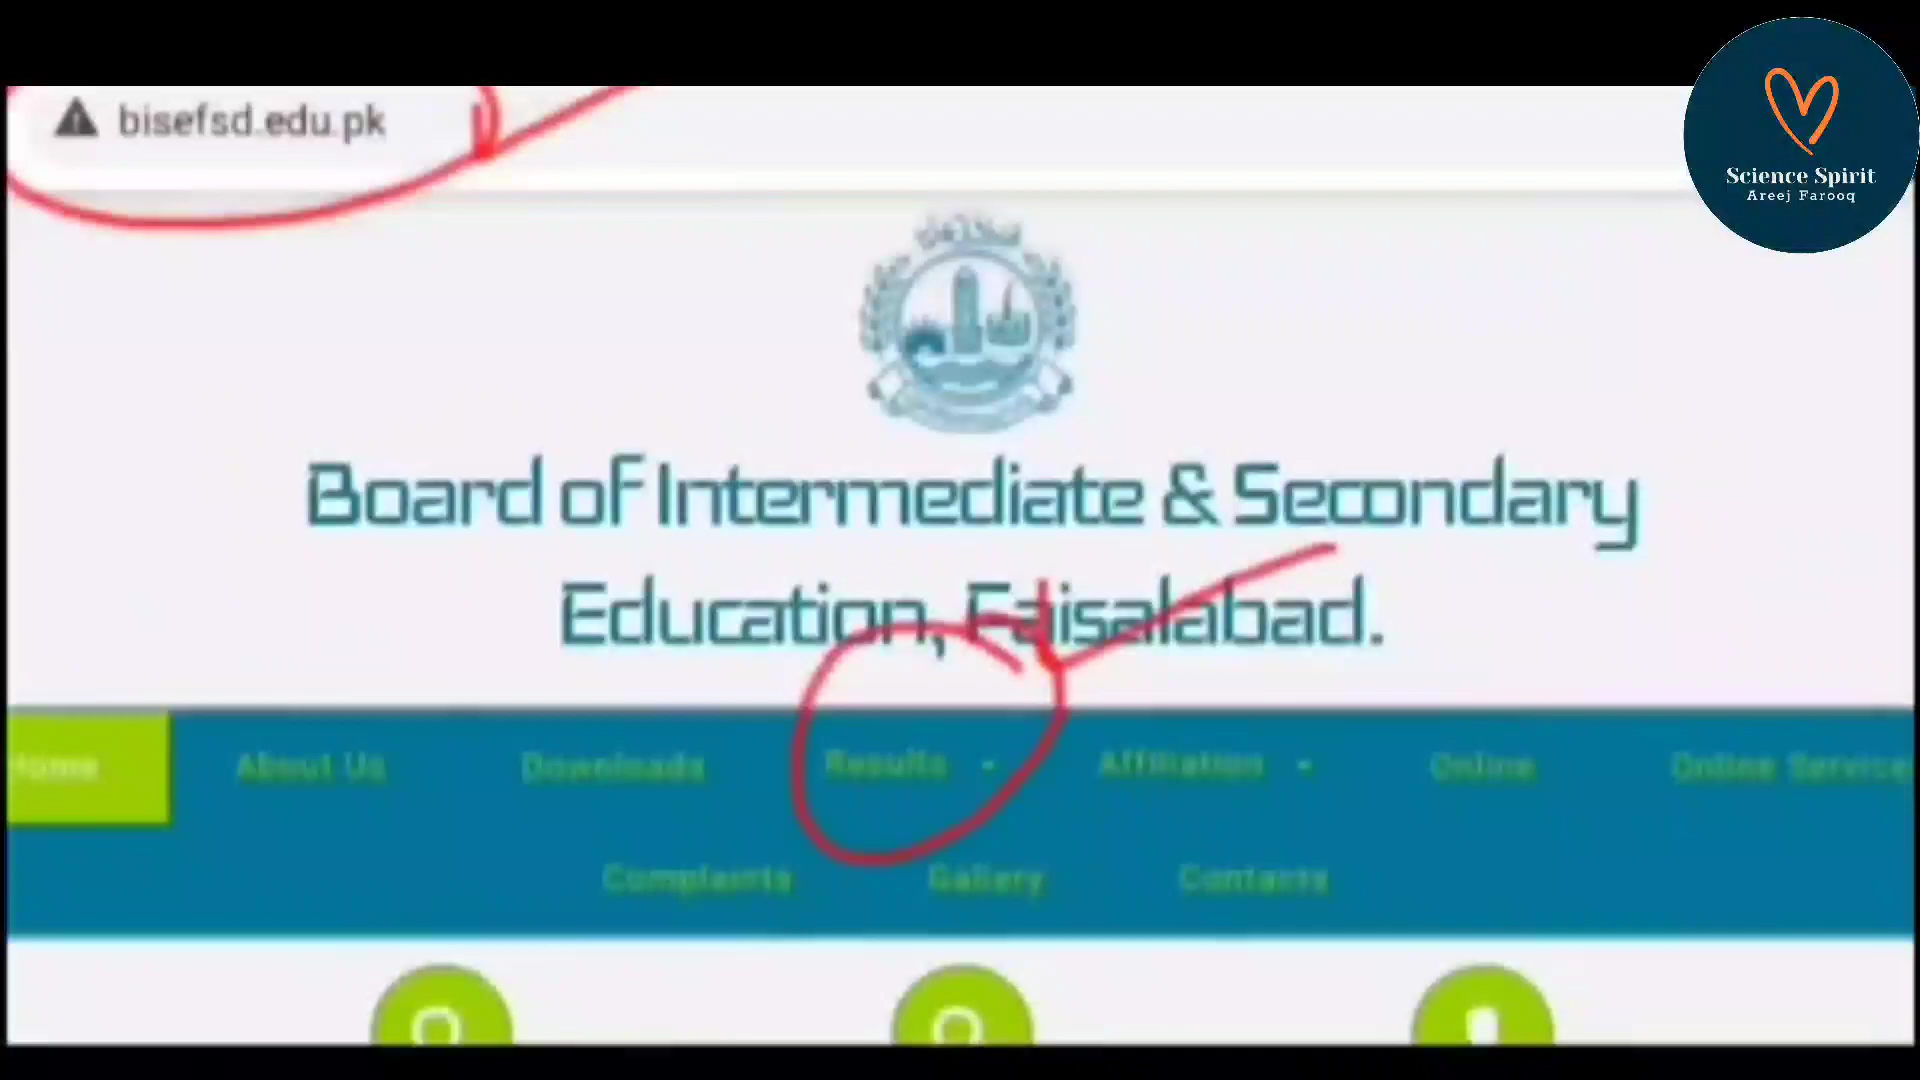 bisefsd.edu.pk
Science Spirit
Areej Farooq
Board of Intermediate & Secondary
Education, Faisalabad.
Home About Us Downloads Results Affiliation Online Online Service
Complaints Gallery Contacts